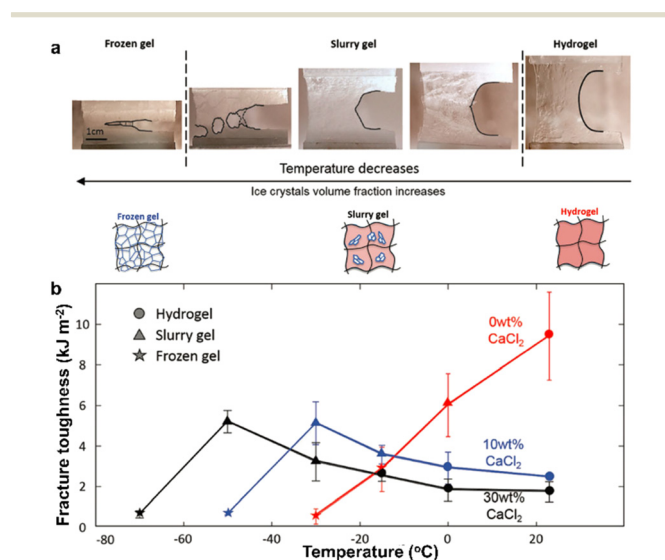 a
Frozen gel Slurry gel Hydrogel
1cm
Temperature decreases
Ice crystals volume fraction increases
Frozen gel Slurry gel Hydrogel
b
Fracture toughness (kJ m⁻²)
10
8
6
4
2
0
Hydrogel
Slurry gel
Frozen gel
0wt%
CaCl₂
10wt%
CaCl₂
30wt%
CaCl₂
-80 -60 -40 -20 0 20
Temperature (°C)